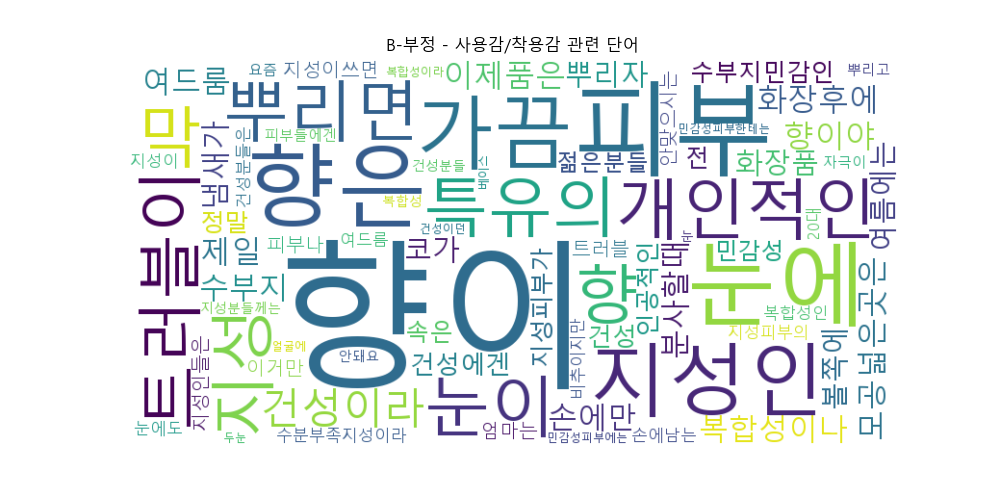 B-부정 - 사용감/착용감 관련 단어
여드름
요즘
지성이쓰면
복합성이라
이제품은
뿌리자
수부지민감인
뿌리고
막
뿌리면
가끔
피부
안맞으시는
화장후에
피부들에겐
민감성피부한테는
향이야
지성이
냄새가
건성분들은
향은
건성분들
베이스
젊은분들
전
화장품
자극이
여름에는
트러블이
복합성
특유의
개인적인
정말
건성이던
20대
제일
피부나
여드름
코가
향이
지성피부가
트러블
향
인공적인
분사할때
눈
민감성
눈에
모공넓은곳은
수부지
지성분들께는
지성
속은
안돼요
얼굴에
건성
비추이지만
지성인
복합성인
지성피부의
볼쪽에
지성인들은
이거만
건성에겐
건성이라
눈이
손에만
복합성이나
눈에도
두눈
수분부족지성이라
엄마는
민감성피부에는
손에남는